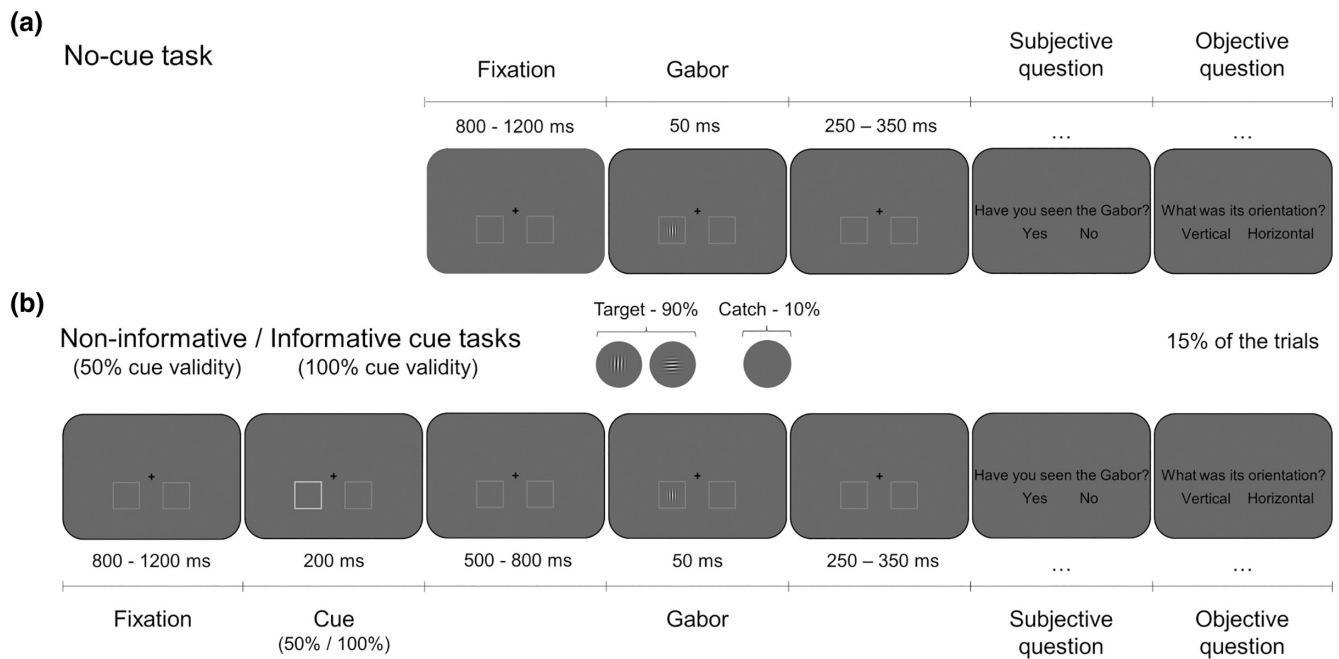 (a)
No-cue task
Fixation
Gabor
Subjective question
Objective question
800 - 1200 ms
50 ms
250 – 350 ms
...
...
Have you seen the Gabor?
Yes No
What was its orientation?
Vertical Horizontal
(b)
Non-informative / Informative cue tasks
(50% cue validity) (100% cue validity)
Target - 90%
Catch - 10%
15% of the trials
Have you seen the Gabor?
Yes No
What was its orientation?
Vertical Horizontal
800 - 1200 ms
200 ms
500 - 800 ms
50 ms
250 – 350 ms
...
...
Fixation
Cue
(50% / 100%)
Gabor
Subjective
question
Objective
question